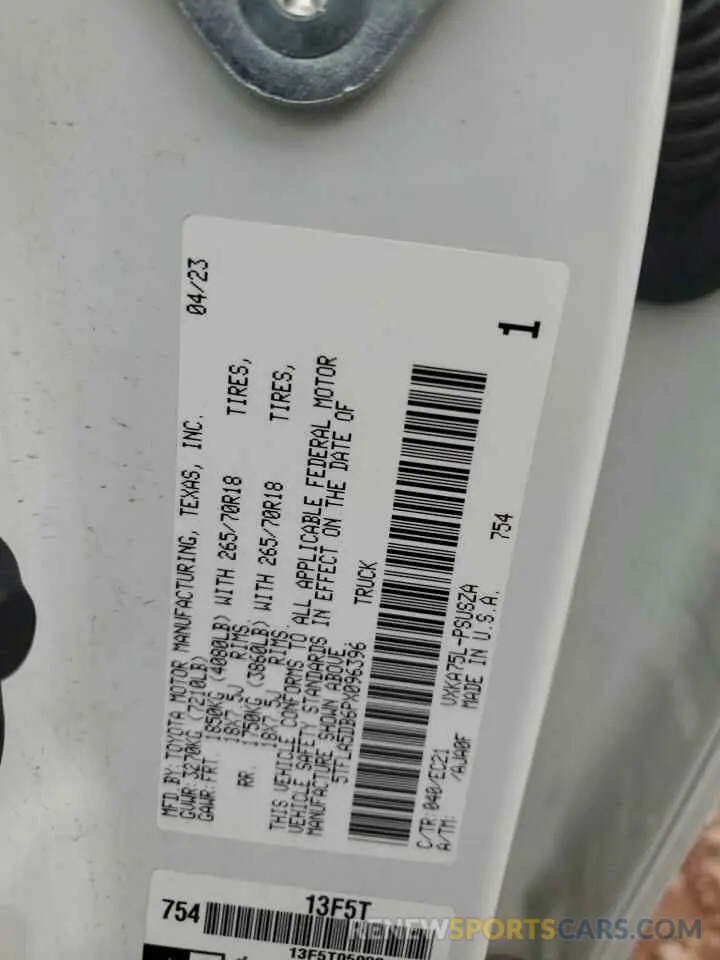 MFD BY: TOYOTA MOTOR MANUFACTURING, TEXAS, INC. 04/23
GVWR: 3270KG (7210LB)
GAWR: FRT. 1850KG (4080LB) WITH 265/70R18 TIRES,
18X7.5J RIMS
RR. 1750KG (3860LB) WITH 265/70R18 TIRES,
18X7.5J RIMS
THIS VEHICLE CONFORMS TO ALL APPLICABLE FEDERAL MOTOR
VEHICLE SAFETY STANDARDS IN EFFECT ON THE DATE OF
MANUFACTURE SHOWN ABOVE.
5TFLA5DB6PX096396 TRUCK
C/TR: 040/EC21 VXKA75L-PSUSZA 754
A/TM: /AJA0F MADE IN U.S.A.
1
754 13F5T
RENEWSPORTSCARS.COM